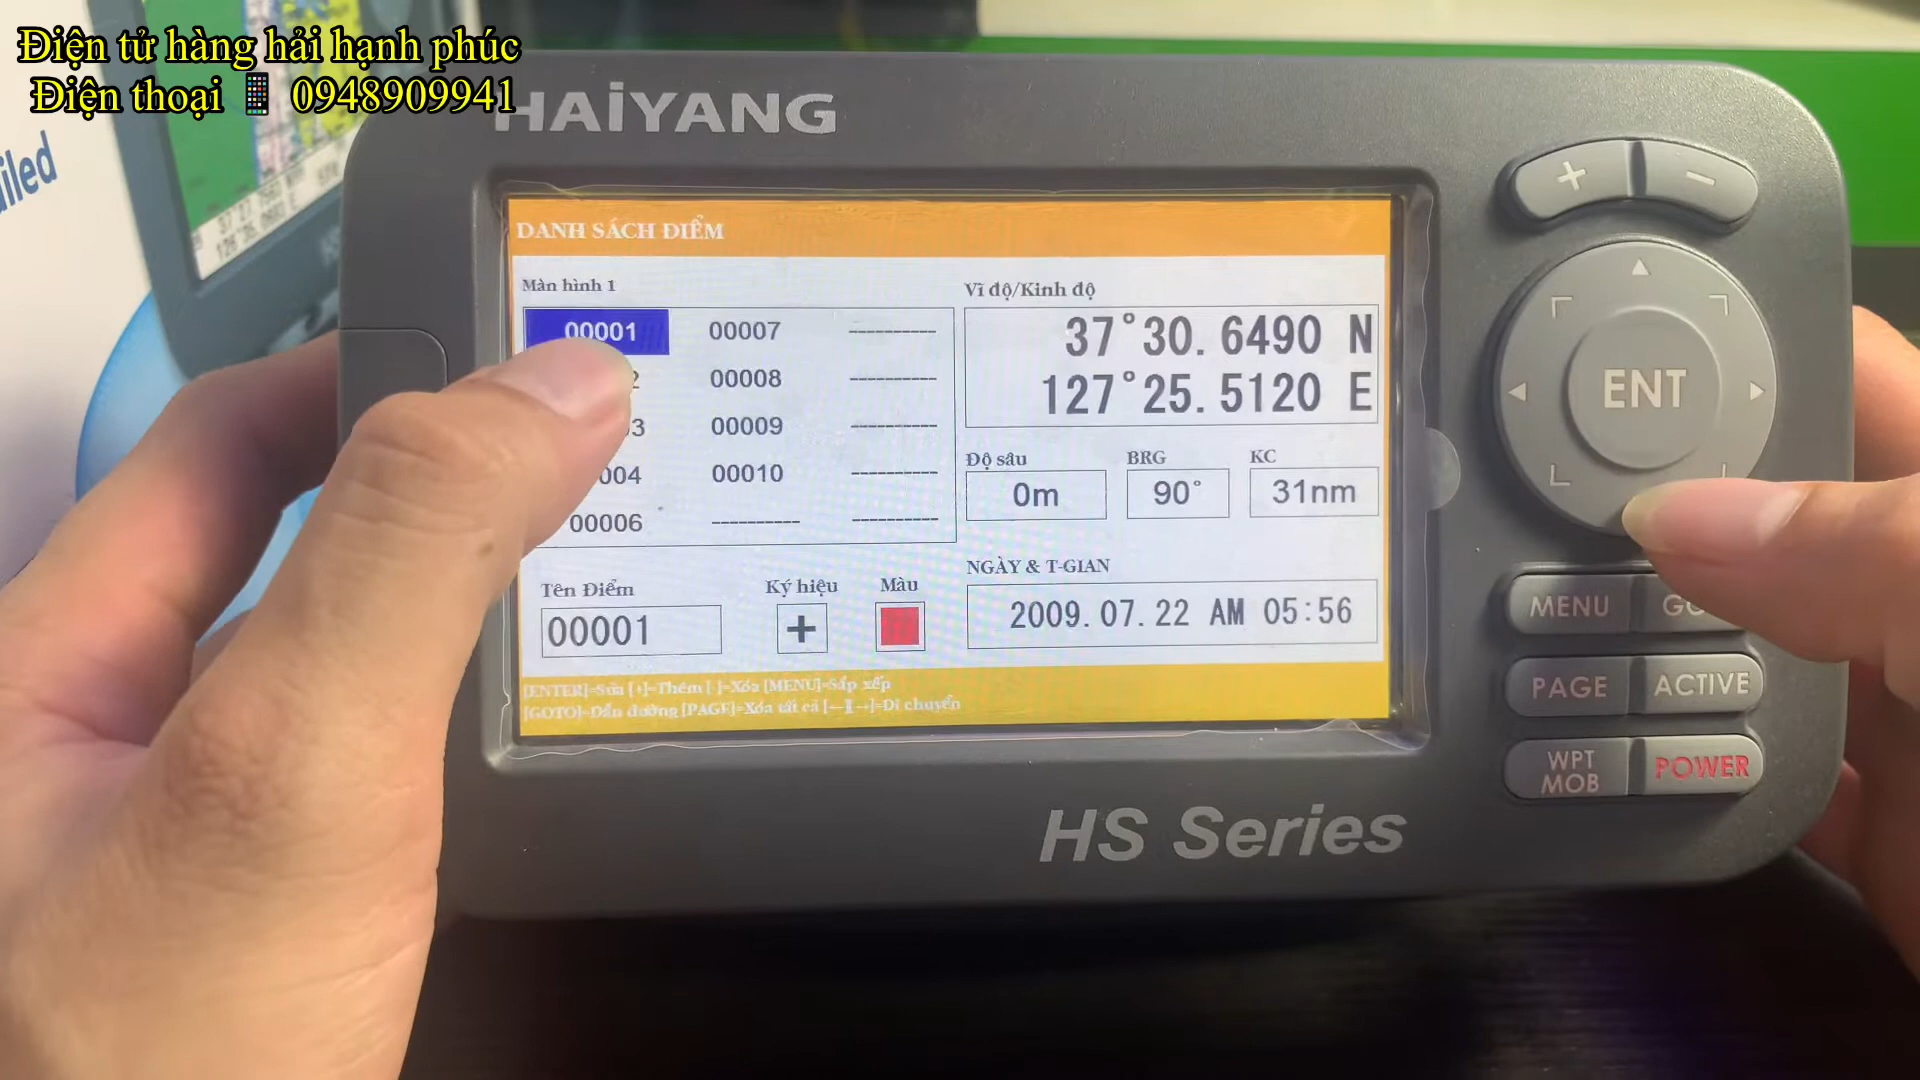 Điện tử hàng hải hạnh phúc
Điện thoại 📱 0948909941
HAiYANG
DANH SÁCH ĐIỂM
Màn hình 1
00001 00007 ----------
00008 ----------
00009 ----------
00010 ----------
00006 ---------- ----------
Vĩ độ/Kinh độ
37°30.6490 N
127°25.5120 E
Độ sâu BRG KC
0m 90° 31nm
NGÀY & T-GIAN
2009.07.22 AM 05:56
Tên Điểm Ký hiệu Màu
00001 +
[ENTER]=Sửa [+]=Thêm [-]=Xóa [MENU]=Sắp xếp
[GOTO]=Dẫn đường [PAGE]=Xóa tất cả [←↕→]=Di chuyển
+ −
ENT
MENU
PAGE ACTIVE
WPT MOB POWER
HS Series